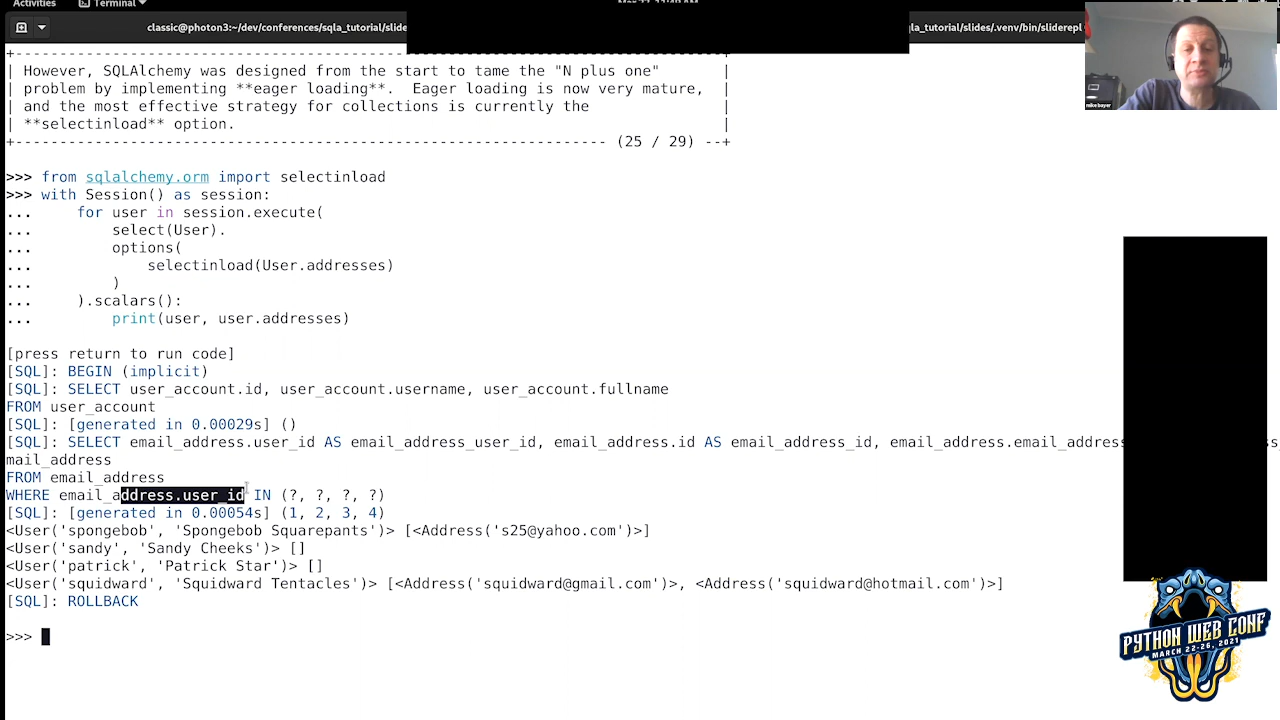 Activities Terminal
classic@photon3:~/dev/conferences/sqla_tutorial/slide
la_tutorial/slides/.venv/bin/sliderepl
mike bayer
| However, SQLAlchemy was designed from the start to tame the "N plus one" |
| problem by implementing **eager loading**. Eager loading is now very mature, |
| and the most effective strategy for collections is currently the |
| **selectinload** option. |
+------------------------------------------------------------------- (25 / 29) --+
>>> from sqlalchemy.orm import selectinload
>>> with Session() as session:
... for user in session.execute(
... select(User).
... options(
... selectinload(User.addresses)
... )
... ).scalars():
... print(user, user.addresses)
[press return to run code]
[SQL]: BEGIN (implicit)
[SQL]: SELECT user_account.id, user_account.username, user_account.fullname
FROM user_account
[SQL]: [generated in 0.00029s] ()
[SQL]: SELECT email_address.user_id AS email_address_user_id, email_address.id AS email_address_id, email_address.email_address
mail_address
FROM email_address
WHERE email_address.user_id IN (?, ?, ?, ?)
[SQL]: [generated in 0.00054s] (1, 2, 3, 4)
<User('spongebob', 'Spongebob Squarepants')> [<Address('s25@yahoo.com')>]
<User('sandy', 'Sandy Cheeks')> []
<User('patrick', 'Patrick Star')> []
<User('squidward', 'Squidward Tentacles')> [<Address('squidward@gmail.com')>, <Address('squidward@hotmail.com')>]
[SQL]: ROLLBACK
>>>
PYTHON WEB CONF
MARCH 22-26, 2021